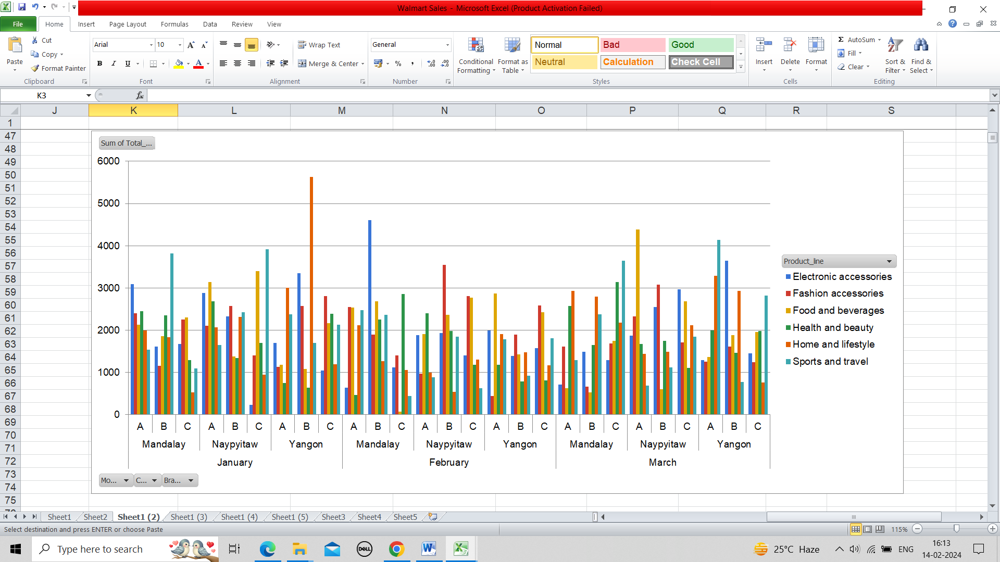 Walmart Sales - Microsoft Excel (Product Activation Failed)
File Home Insert Page Layout Formulas Data Review View
Paste
Cut
Copy
Format Painter
Clipboard
Arial 10
B I U
Font
Wrap Text
Merge & Center
Alignment
General
% ,
Number
Conditional Formatting
Format as Table
Normal Bad Good
Neutral Calculation Check Cell
Styles
Insert Delete Format
Cells
Σ AutoSum
Fill
Clear
Sort & Filter
Find & Select
Editing
K3 fx
J K L M N O P Q R S
1
47
48
49
50
51
52
53
54
55
56
57
58
59
60
61
62
63
64
65
66
67
68
69
70
71
72
73
74
75
Sum of Total_...
6000
5000
4000
3000
2000
1000
0
A B C A B C A B C A B C A B C A B C A B C A B C A B C
Mandalay Naypyitaw Yangon Mandalay Naypyitaw Yangon Mandalay Naypyitaw Yangon
January February March
Mo... C... Bra...
Product_line
Electronic accessories
Fashion accessories
Food and beverages
Health and beauty
Home and lifestyle
Sports and travel
Sheet1 Sheet2 Sheet1 (2) Sheet1 (3) Sheet1 (4) Sheet1 (5) Sheet3 Sheet4 Sheet5
Select destination and press ENTER or choose Paste
115%
Type here to search
DELL
25°C Haze
ENG
16:13
14-02-2024